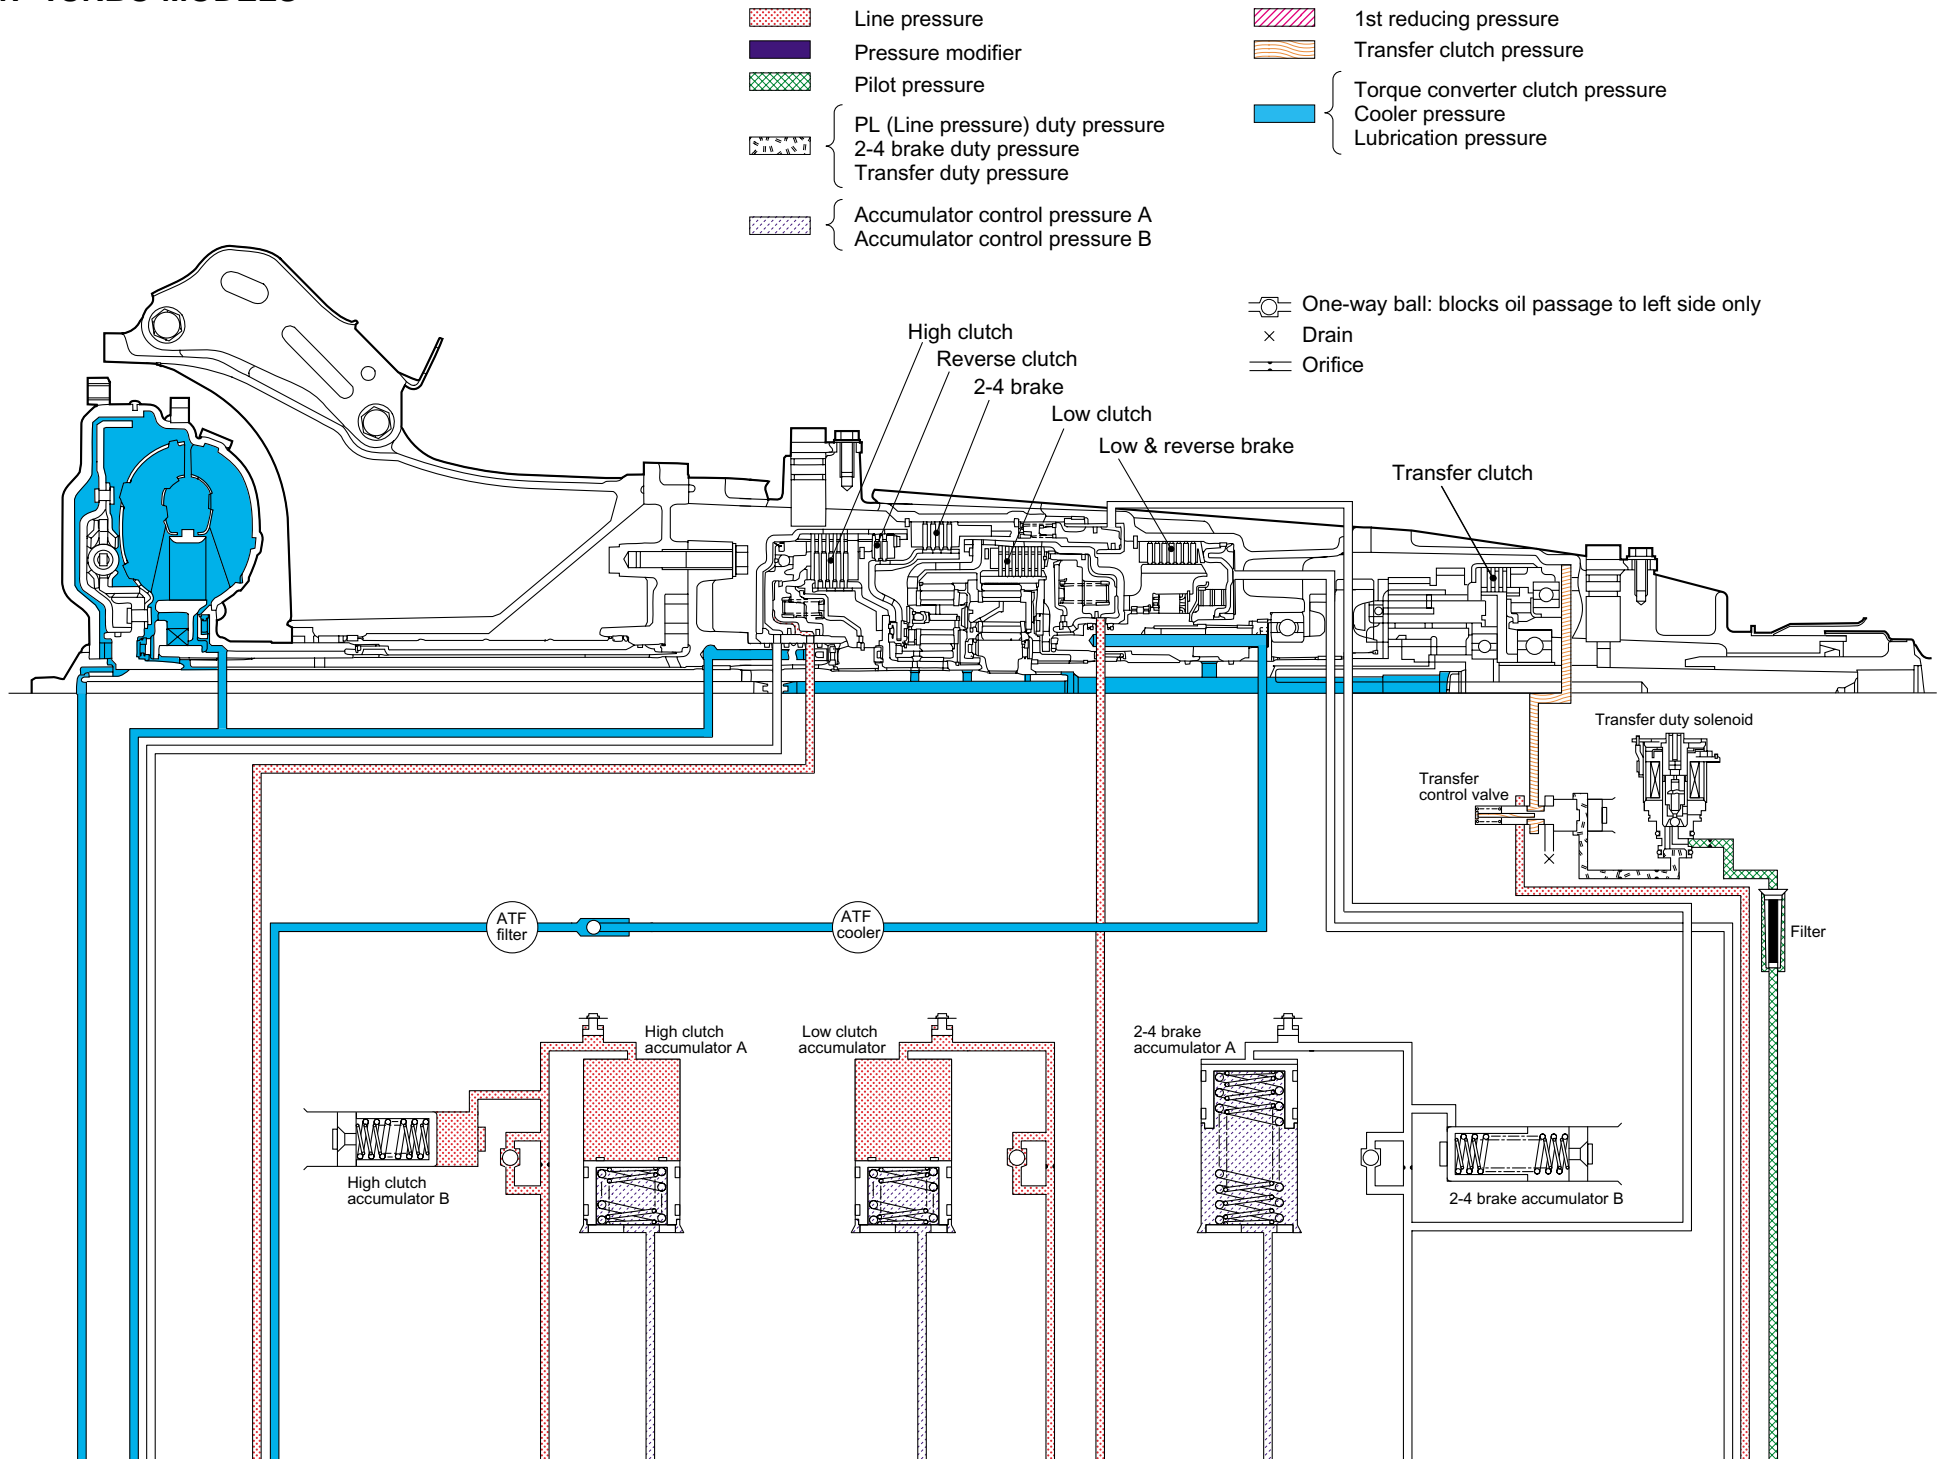 TURBO MODELS
Line pressure
Pressure modifier
Pilot pressure
PL (Line pressure) duty pressure
2-4 brake duty pressure
Transfer duty pressure
Accumulator control pressure A
Accumulator control pressure B
1st reducing pressure
Transfer clutch pressure
Torque converter clutch pressure
Cooler pressure
Lubrication pressure
One-way ball: blocks oil passage to left side only
Drain
Orifice
High clutch
Reverse clutch
2-4 brake
Low clutch
Low & reverse brake
Transfer clutch
Transfer duty solenoid
Transfer
control valve
ATF
filter
ATF
cooler
Filter
High clutch
accumulator A
Low clutch
accumulator
2-4 brake
accumulator A
High clutch
accumulator B
2-4 brake accumulator B